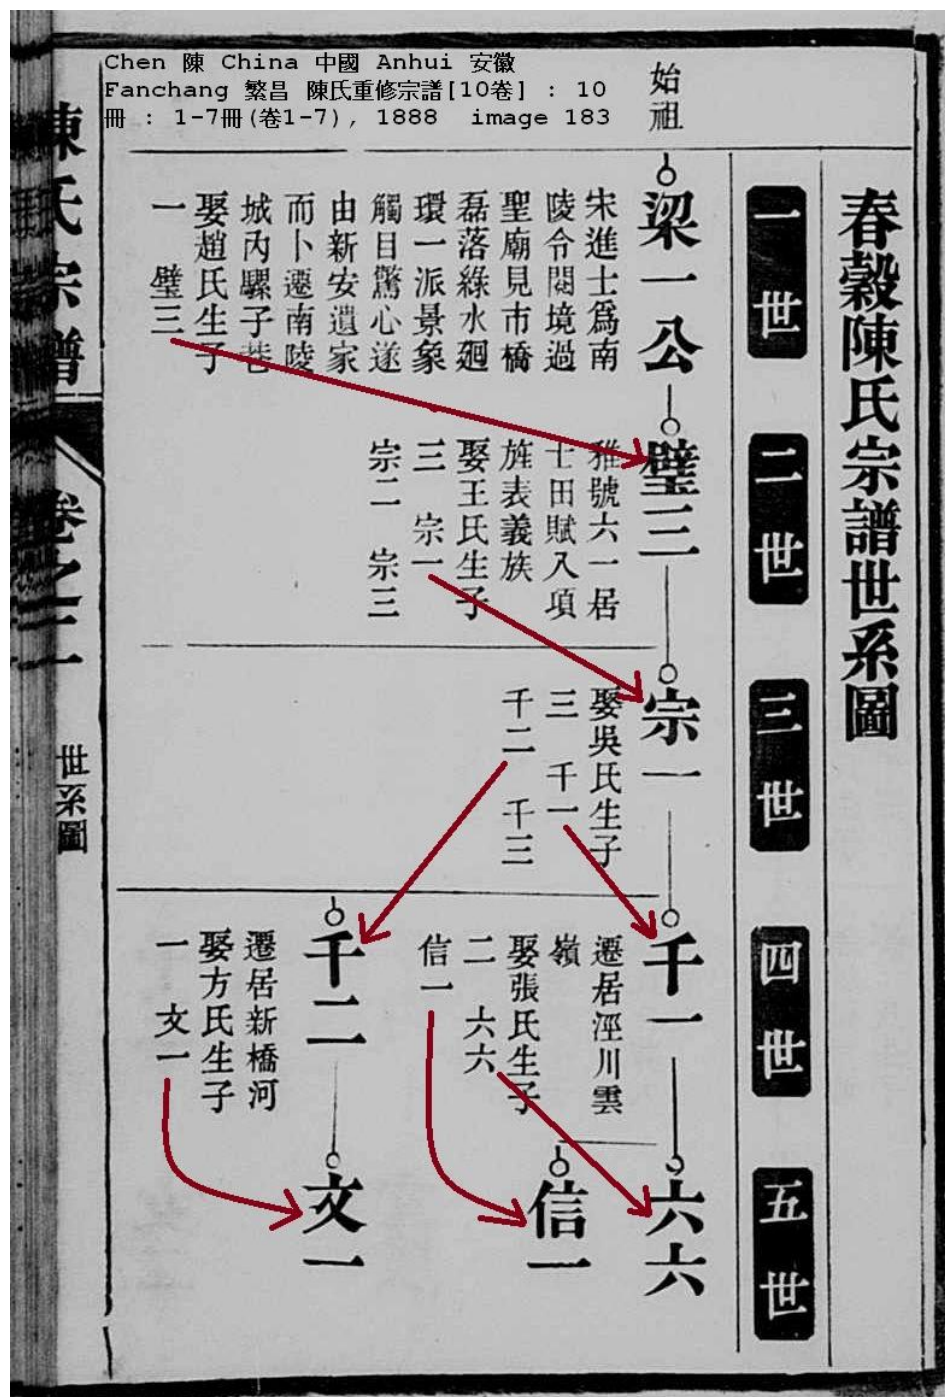 Chen 陳 China 中國 Anhui 安徽
Fanchang 繁昌 陳氏重修宗譜[10卷] : 10
冊 : 1-7冊(卷1-7), 1888 image 183
春穀陳氏宗譜世系圖
一世
二世
三世
四世
五世
始祖
梁一公
宋進士爲南
陵令閱境過
聖廟見市橋
磊落綠水廻
環一派景象
觸目驚心遂
由新安遺家
而卜遷南陵
城內騾子巷
娶趙氏生子
一 璧三
璧三
雅號六一居
士田賦入項
旌表義族
娶王氏生子
三 宗一
宗二 宗三
宗一
娶吳氏生子
三 千一
千二 千三
千一
遷居涇川雲
嶺
娶張氏生子
二 六六
信一
千二
遷居新橋河
娶方氏生子
一 文一
六六
信一
文一
陳氏宗譜
卷之二
世系圖